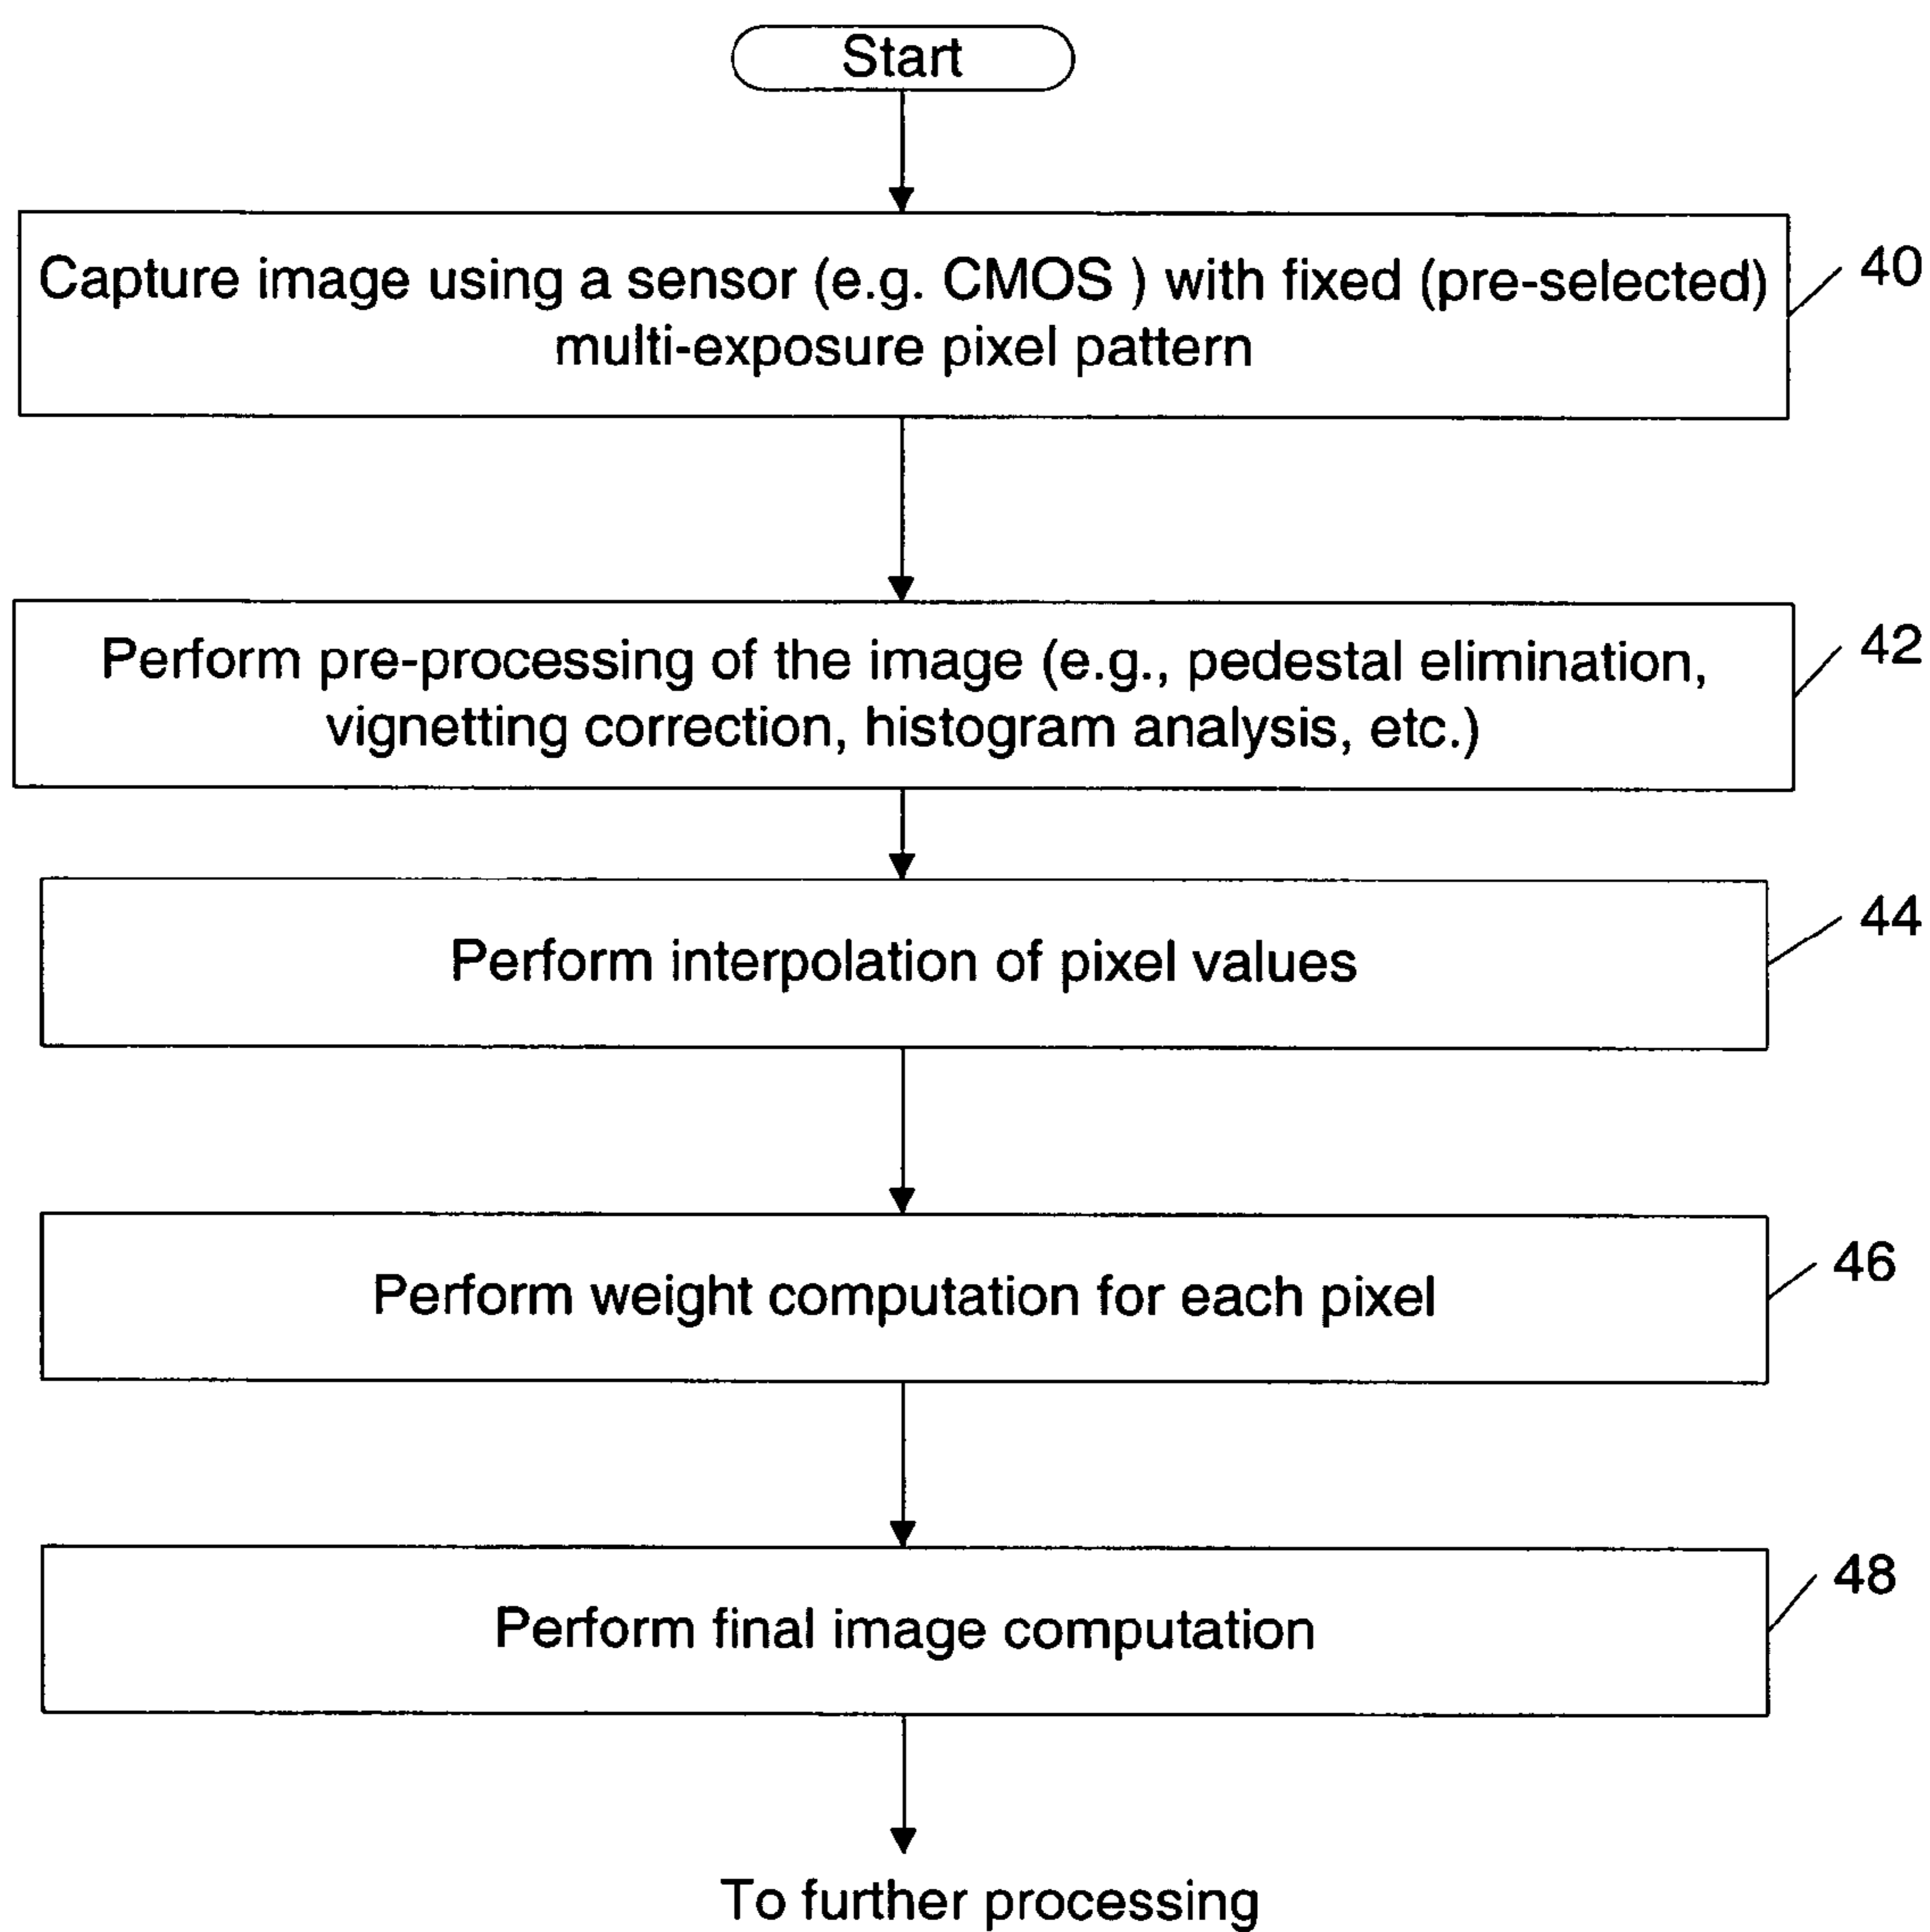 Start
Capture image using a sensor (e.g. CMOS ) with fixed (pre-selected)
multi-exposure pixel pattern
40
Perform pre-processing of the image (e.g., pedestal elimination,
vignetting correction, histogram analysis, etc.)
42
Perform interpolation of pixel values
44
Perform weight computation for each pixel
46
Perform final image computation
48
To further processing